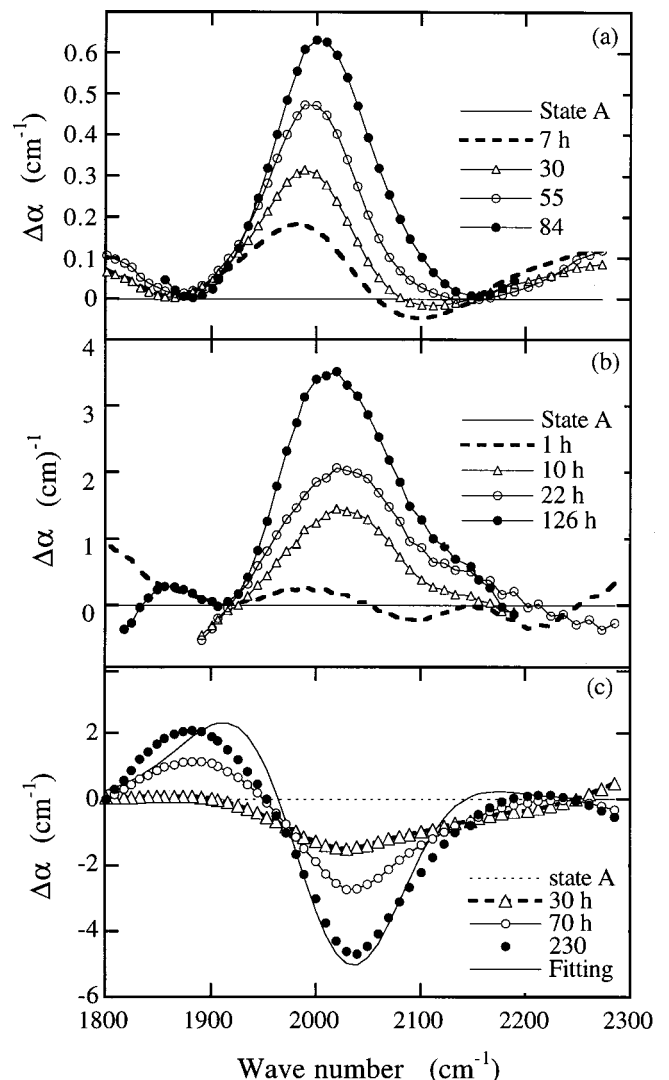 (a)
0.6
0.5
0.4
0.3
0.2
0.1
0
Δα (cm⁻¹)
State A
7 h
30
55
84
(b)
4
3
2
1
0
Δα (cm)⁻¹
State A
1 h
10 h
22 h
126 h
(c)
2
0
-2
-4
-6
Δα (cm⁻¹)
state A
30 h
70 h
230
Fitting
1800 1900 2000 2100 2200 2300
Wave number (cm⁻¹)